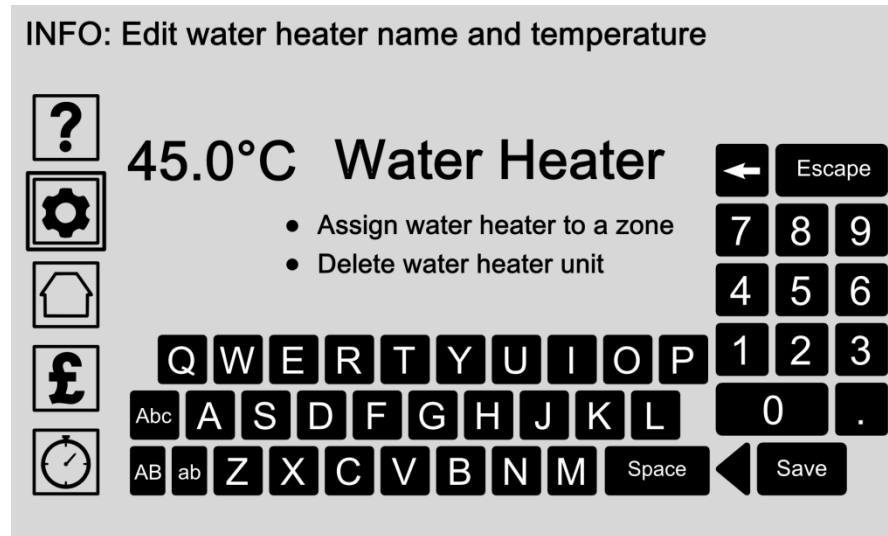 INFO: Edit water heater name and temperature
?
45.0°C Water Heater
Escape
• Assign water heater to a zone
• Delete water heater unit
7 8 9
4 5 6
£
Q W E R T Y U I O P 1 2 3
Abc A S D F G H J K L 0 .
AB ab Z X C V B N M Space Save